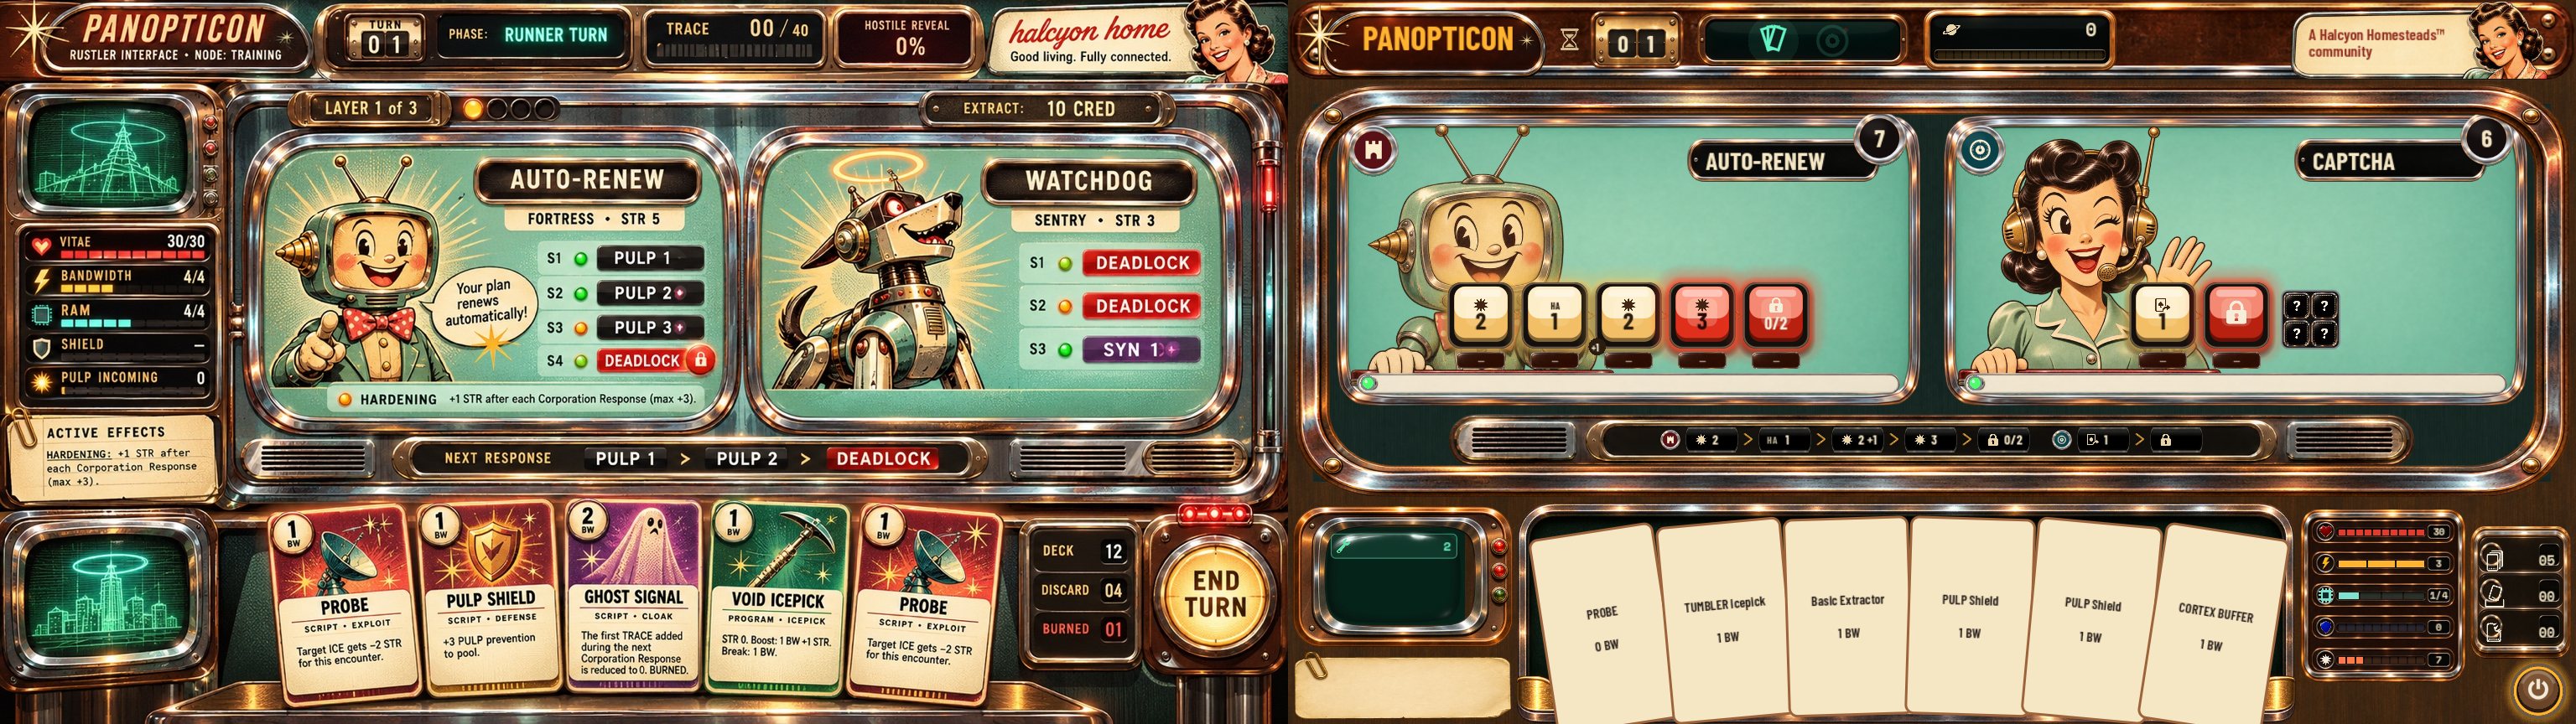 PANOPTICON
RUSTLER INTERFACE • NODE: TRAINING
TURN
01
PHASE: RUNNER TURN
TRACE 00 / 40
HOSTILE REVEAL
0%
halcyon home
Good living. Fully connected.
LAYER 1 of 3
EXTRACT: 10 CRED
AUTO-RENEW
FORTRESS • STR 5
S1 PULP 1
S2 PULP 2
S3 PULP 3
S4 DEADLOCK
Your plan
renews
automatically!
HARDENING +1 STR after each Corporation Response (max +3).
WATCHDOG
SENTRY • STR 3
S1 DEADLOCK
S2 DEADLOCK
S3 SYN 1
VITAE 30/30
BANDWIDTH 4/4
RAM 4/4
SHIELD –
PULP INCOMING 0
ACTIVE EFFECTS
HARDENING: +1 STR after
each Corporation Response
(max +3).
NEXT RESPONSE PULP 1 > PULP 2 > DEADLOCK
1
BW
PROBE
SCRIPT • EXPLOIT
Target ICE gets –2 STR
for this encounter.
1
BW
PULP SHIELD
SCRIPT • DEFENSE
+3 PULP prevention
to pool.
2
BW
GHOST SIGNAL
SCRIPT • CLOAK
The first TRACE added
during the next
Corporation Response
is reduced to 0. BURNED.
1
BW
VOID ICEPICK
PROGRAM • ICEPICK
STR 0. Boost: 1 BW +1 STR.
Break: 1 BW.
1
BW
PROBE
SCRIPT • EXPLOIT
Target ICE gets –2 STR
for this encounter.
DECK 12
DISCARD 04
BURNED 01
END
TURN
PANOPTICON
01
0
A Halcyon Homesteads™
community
AUTO-RENEW
7
2
HA
1
2
3
0/2
+1
CAPTCHA
6
1
? ?
? ?
2 > HA 1 > 2 +1 > 3 > 0/2 1 >
2
PROBE
0 BW
TUMBLER Icepick
1 BW
Basic Extractor
1 BW
PULP Shield
1 BW
PULP Shield
1 BW
CORTEX BUFFER
1 BW
30
3
1/4
0
7
05
00
00